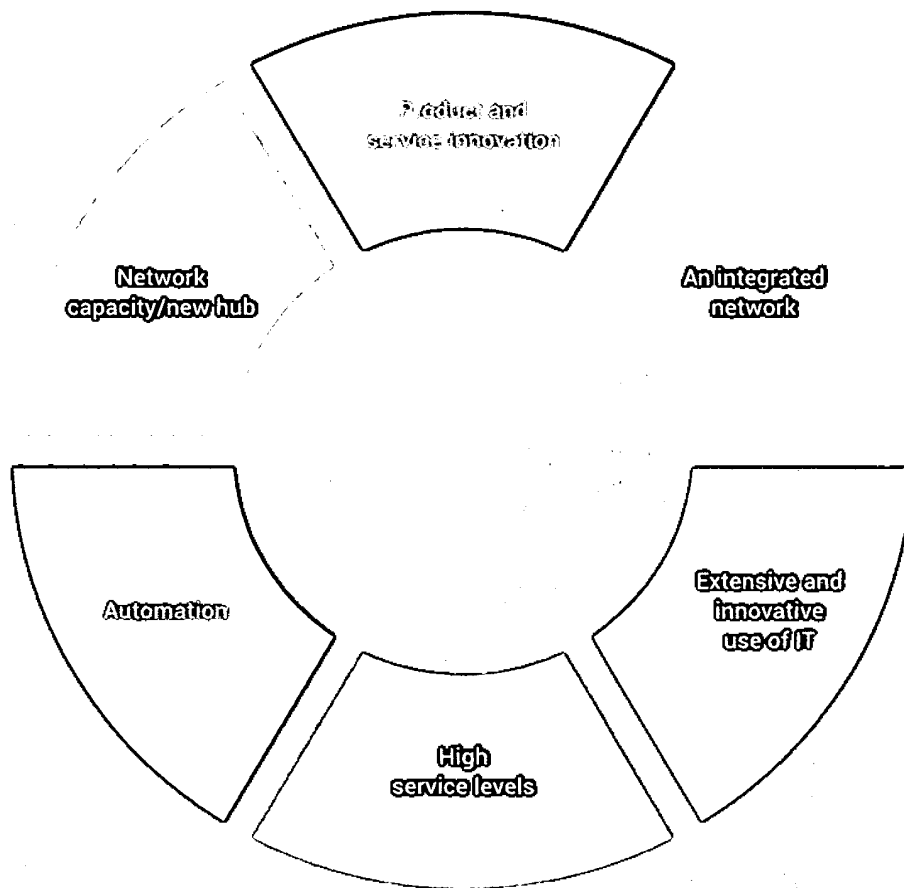 Product and
service innovation
An integrated
network
Extensive and
innovative
use of IT
High
service levels
Automation
Network
capacity/new hub